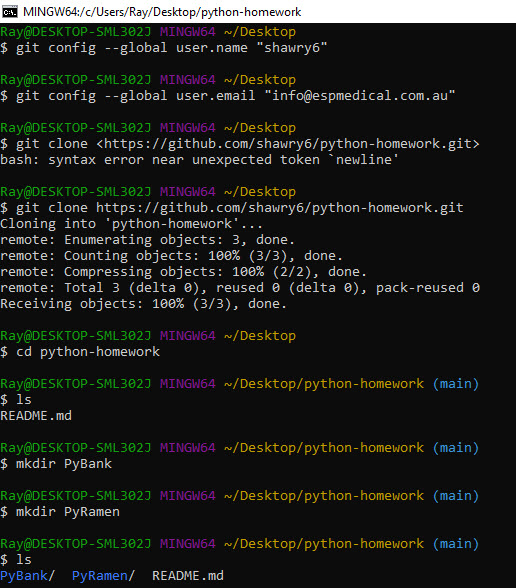 MINGW64:/c/Users/Ray/Desktop/python-homework
Ray@DESKTOP-SML302J MINGW64 ~/Desktop
$ git config --global user.name "shawry6"
Ray@DESKTOP-SML302J MINGW64 ~/Desktop
$ git config --global user.email "info@espmedical.com.au"
Ray@DESKTOP-SML302J MINGW64 ~/Desktop
$ git clone <https://github.com/shawry6/python-homework.git>
bash: syntax error near unexpected token `newline'
Ray@DESKTOP-SML302J MINGW64 ~/Desktop
$ git clone https://github.com/shawry6/python-homework.git
Cloning into 'python-homework'...
remote: Enumerating objects: 3, done.
remote: Counting objects: 100% (3/3), done.
remote: Compressing objects: 100% (2/2), done.
remote: Total 3 (delta 0), reused 0 (delta 0), pack-reused 0
Receiving objects: 100% (3/3), done.
Ray@DESKTOP-SML302J MINGW64 ~/Desktop
$ cd python-homework
Ray@DESKTOP-SML302J MINGW64 ~/Desktop/python-homework (main)
$ ls
README.md
Ray@DESKTOP-SML302J MINGW64 ~/Desktop/python-homework (main)
$ mkdir PyBank
Ray@DESKTOP-SML302J MINGW64 ~/Desktop/python-homework (main)
$ mkdir PyRamen
Ray@DESKTOP-SML302J MINGW64 ~/Desktop/python-homework (main)
$ ls
PyBank/  PyRamen/  README.md